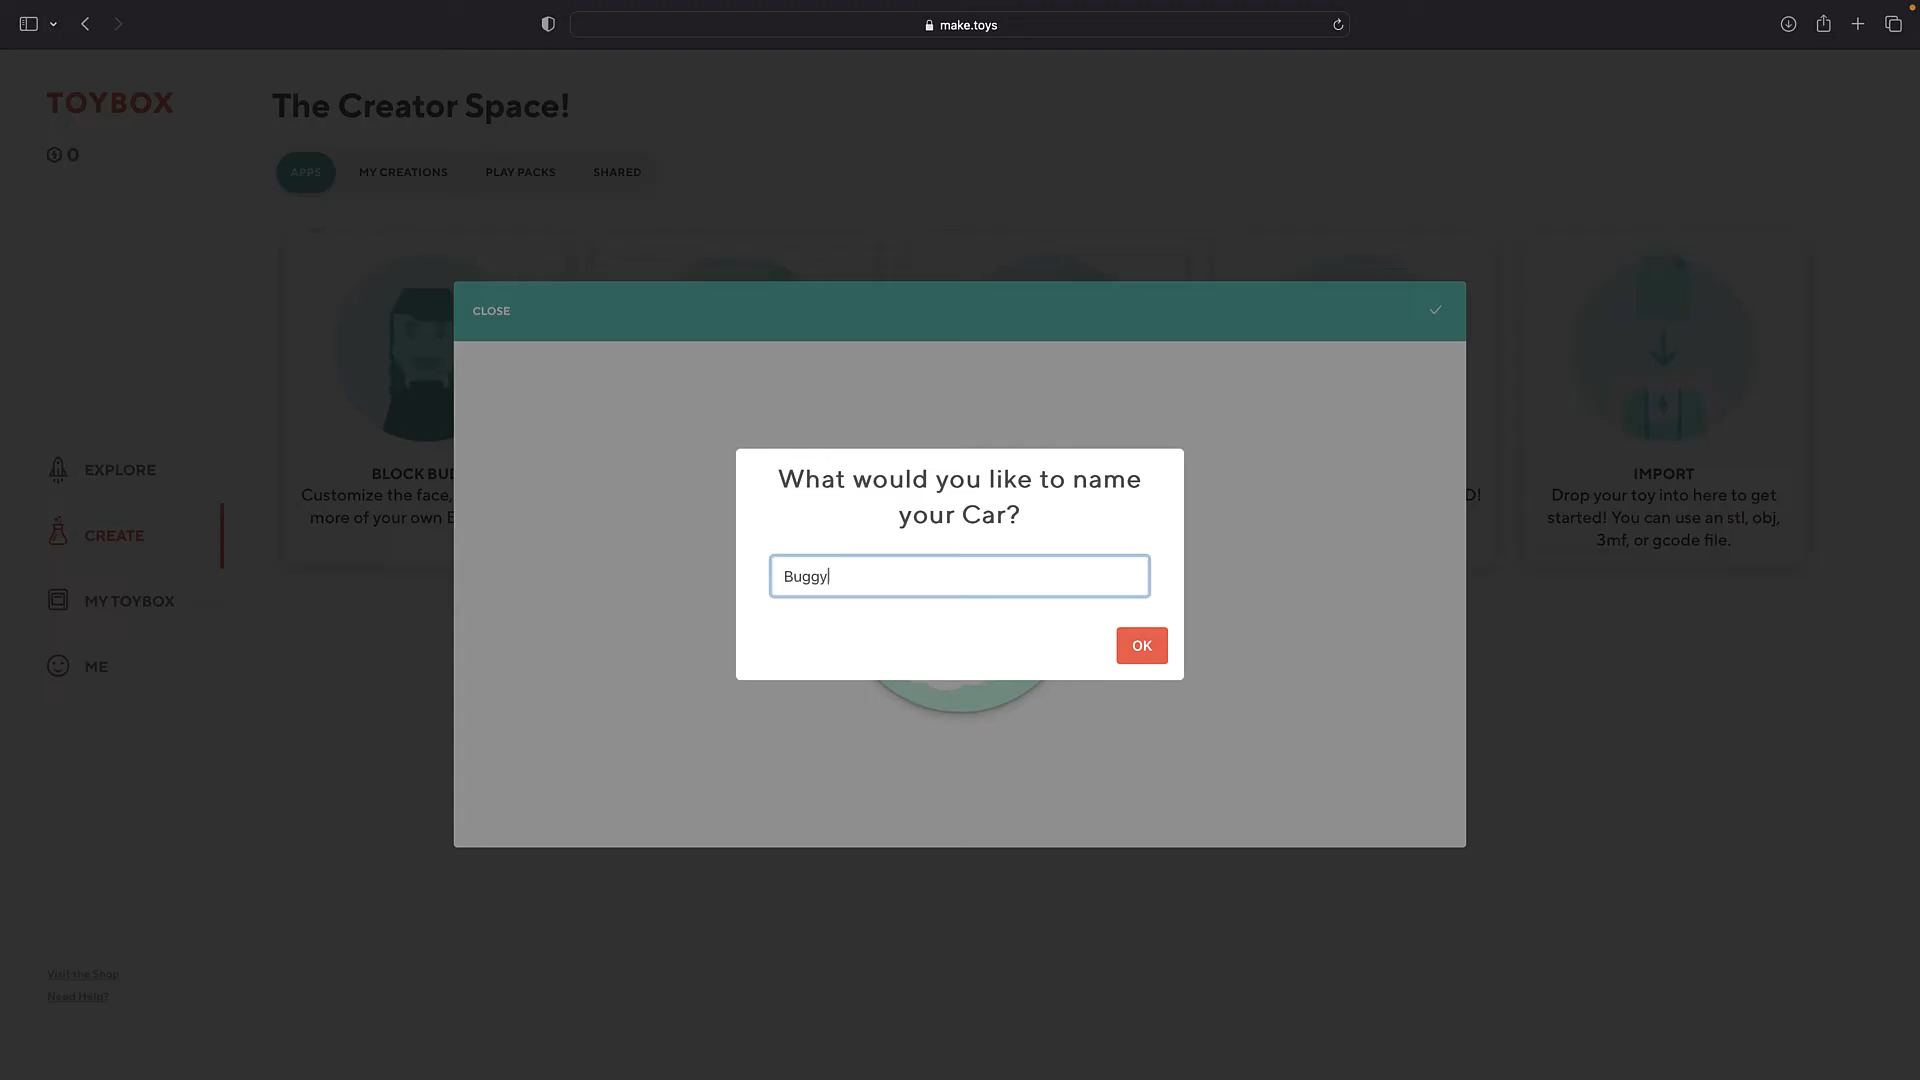 make.toys
TOYBOX
0
The Creator Space!
APPS
MY CREATIONS
PLAY PACKS
SHARED
CLOSE
What would you like to name
your Car?
Buggy
OK
EXPLORE
CREATE
MY TOYBOX
ME
BLOCK BU
Customize the face,
more of your own
O!
IMPORT
Drop your toy into here to get
started! You can use an stl, obj,
3mf, or gcode file.
Visit the Shop
Need Help?